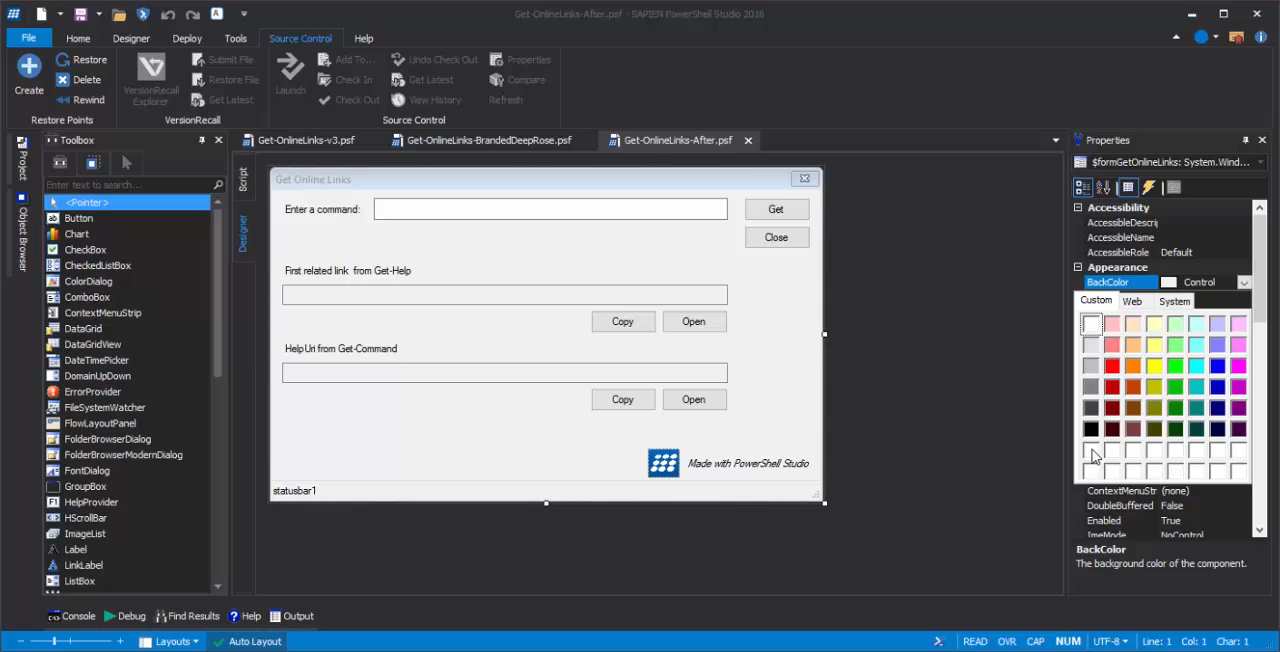 Get-OnlineLinks-After.psf - SAPIEN PowerShell Studio 2016
File Home Designer Deploy Tools Source Control Help
Create Restore Delete Rewind
Restore Points
VersionRecall Explorer Submit File Restore File Get Latest
VersionRecall
Launch Add To... Check In Check Out Undo Check Out Get Latest View History Properties Compare Refresh
Source Control
Project
Object Browser
Toolbox
Enter text to search...
<Pointer>
Button
Chart
CheckBox
CheckedListBox
ColorDialog
ComboBox
ContextMenuStrip
DataGrid
DataGridView
DateTimePicker
DomainUpDown
ErrorProvider
FileSystemWatcher
FlowLayoutPanel
FolderBrowserDialog
FolderBrowserModernDialog
FontDialog
GroupBox
HelpProvider
HScrollBar
ImageList
Label
LinkLabel
ListBox
Get-OnlineLinks-v3.psf Get-OnlineLinks-BrandedDeepRose.psf Get-OnlineLinks-After.psf
Script
Designer
Get Online Links
Enter a command: Get
Close
First related link from Get-Help
Copy Open
HelpUri from Get-Command
Copy Open
Made with PowerShell Studio
statusbar1
Properties
$formGetOnlineLinks: System.Wind...
Accessibility
AccessibleDescrip
AccessibleName
AccessibleRole Default
Appearance
BackColor Control
Custom Web System
ContextMenuStr (none)
DoubleBuffered False
Enabled True
ImeMode NoControl
BackColor
The background color of the component.
Console Debug Find Results Help Output
Layouts Auto Layout READ OVR CAP NUM UTF-8 Line: 1 Col: 1 Char: 1